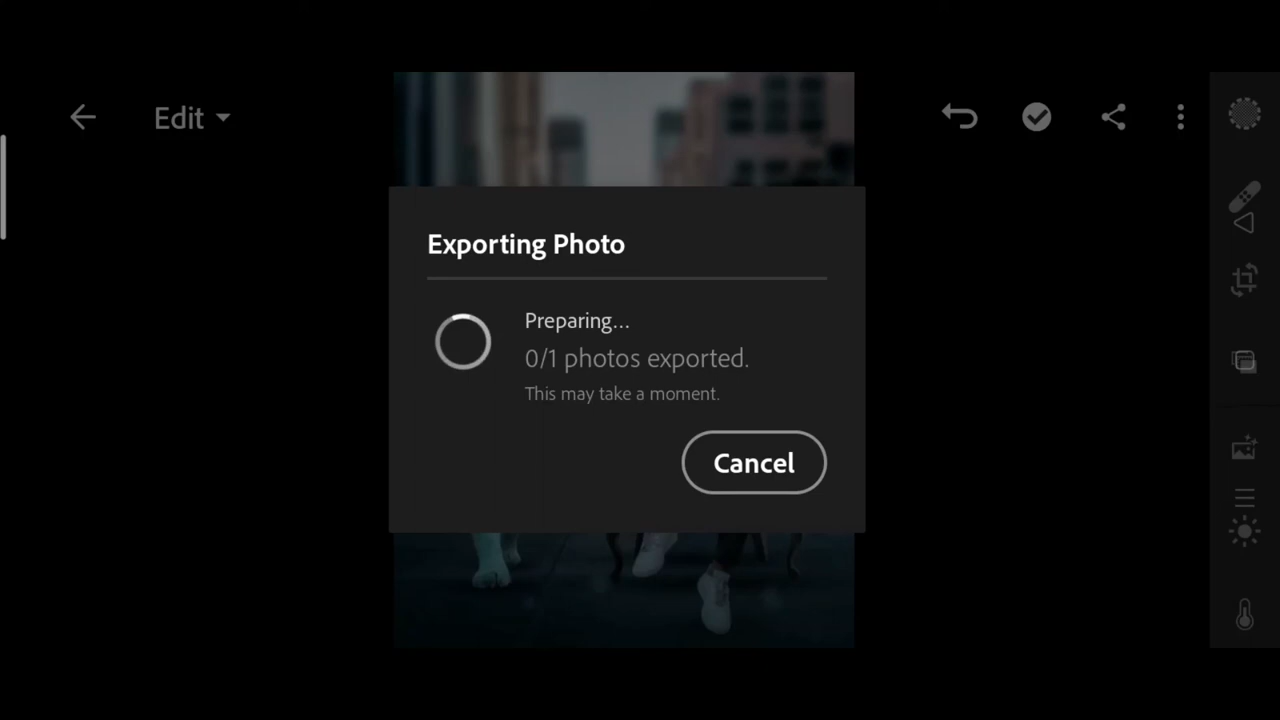 Edit
Exporting Photo
Preparing...
0/1 photos exported.
This may take a moment.
Cancel